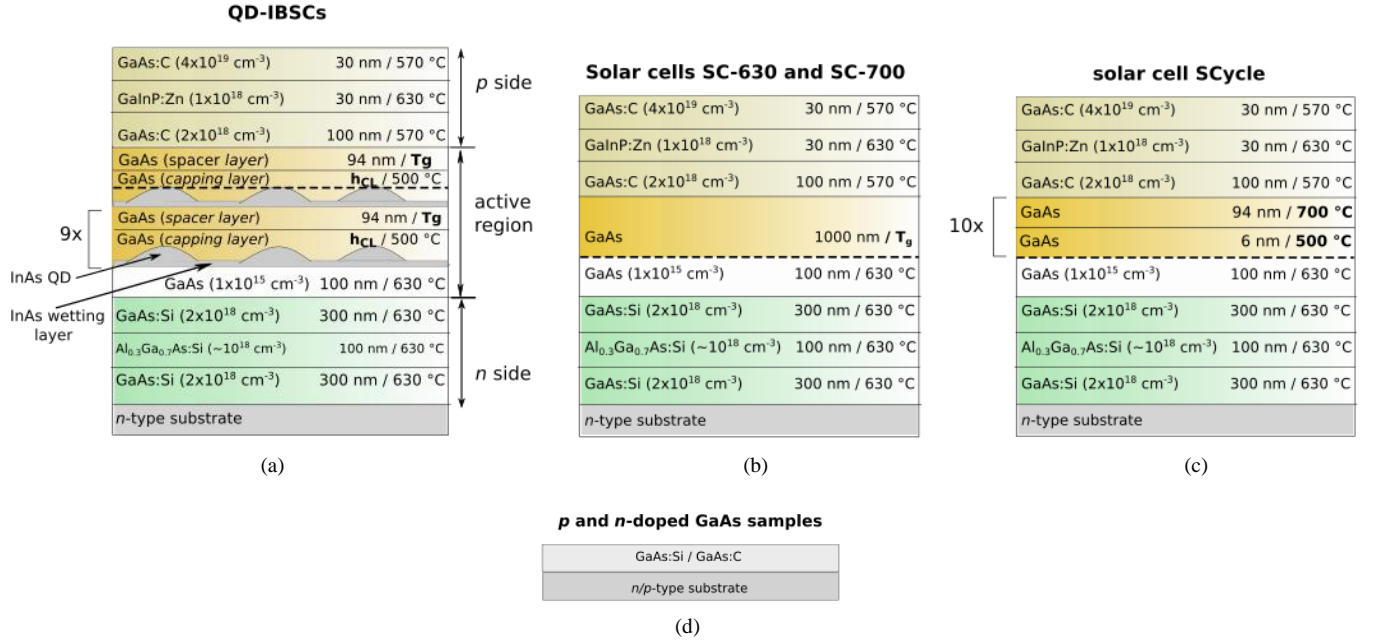 QD-IBSCs
GaAs:C (4x10¹⁹ cm⁻³) 30 nm / 570 °C
GaInP:Zn (1x10¹⁸ cm⁻³) 30 nm / 630 °C
GaAs:C (2x10¹⁸ cm⁻³) 100 nm / 570 °C
GaAs (spacer layer) 94 nm / Tg
GaAs (capping layer) h_CL / 500 °C
GaAs (spacer layer) 94 nm / Tg
GaAs (capping layer) h_CL / 500 °C
GaAs (1x10¹⁵ cm⁻³) 100 nm / 630 °C
GaAs:Si (2x10¹⁸ cm⁻³) 300 nm / 630 °C
Al₀.₃Ga₀.₇As:Si (~10¹⁸ cm⁻³) 100 nm / 630 °C
GaAs:Si (2x10¹⁸ cm⁻³) 300 nm / 630 °C
n-type substrate
p side
active
region
n side
9x
InAs QD
InAs wetting
layer
(a)
Solar cells SC-630 and SC-700
GaAs:C (4x10¹⁹ cm⁻³) 30 nm / 570 °C
GaInP:Zn (1x10¹⁸ cm⁻³) 30 nm / 630 °C
GaAs:C (2x10¹⁸ cm⁻³) 100 nm / 570 °C
GaAs 1000 nm / T_g
GaAs (1x10¹⁵ cm⁻³) 100 nm / 630 °C
GaAs:Si (2x10¹⁸ cm⁻³) 300 nm / 630 °C
Al₀.₃Ga₀.₇As:Si (~10¹⁸ cm⁻³) 100 nm / 630 °C
GaAs:Si (2x10¹⁸ cm⁻³) 300 nm / 630 °C
n-type substrate
(b)
solar cell SCycle
GaAs:C (4x10¹⁹ cm⁻³) 30 nm / 570 °C
GaInP:Zn (1x10¹⁸ cm⁻³) 30 nm / 630 °C
GaAs:C (2x10¹⁸ cm⁻³) 100 nm / 570 °C
GaAs 94 nm / 700 °C
GaAs 6 nm / 500 °C
GaAs (1x10¹⁵ cm⁻³) 100 nm / 630 °C
GaAs:Si (2x10¹⁸ cm⁻³) 300 nm / 630 °C
Al₀.₃Ga₀.₇As:Si (~10¹⁸ cm⁻³) 100 nm / 630 °C
GaAs:Si (2x10¹⁸ cm⁻³) 300 nm / 630 °C
n-type substrate
10x
(c)
p and n-doped GaAs samples
GaAs:Si / GaAs:C
n/p-type substrate
(d)